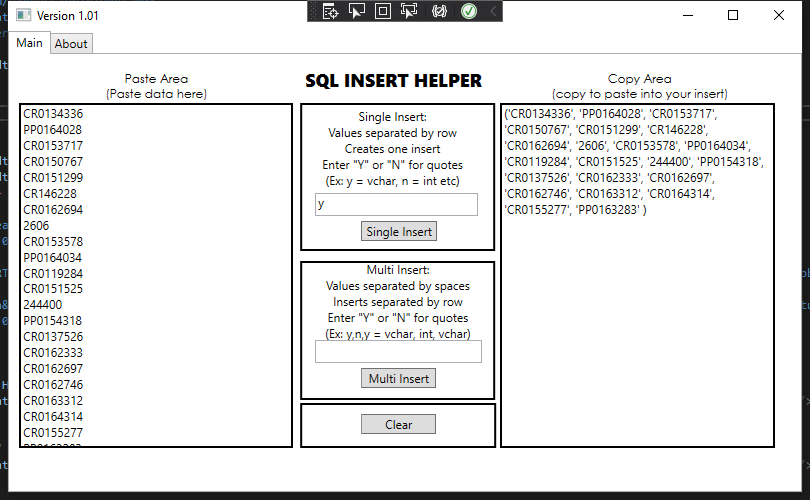 Version 1.01
Main
About
Paste Area
(Paste data here)
CR0134336
PP0164028
CR0153717
CR0150767
CR0151299
CR146228
CR0162694
2606
CR0153578
PP0164034
CR0119284
CR0151525
244400
PP0154318
CR0137526
CR0162333
CR0162697
CR0162746
CR0163312
CR0164314
CR0155277
SQL INSERT HELPER
Single Insert:
Values separated by row
Creates one insert
Enter "Y" or "N" for quotes
(Ex: y = vchar, n = int etc)
y
Single Insert
Multi Insert:
Values separated by spaces
Inserts separated by row
Enter "Y" or "N" for quotes
(Ex: y,n,y = vchar, int, vchar)
Multi Insert
Clear
Copy Area
(copy to paste into your insert)
('CR0134336', 'PP0164028', 'CR0153717',
'CR0150767', 'CR0151299', 'CR146228',
'CR0162694', '2606', 'CR0153578', 'PP0164034',
'CR0119284', 'CR0151525', '244400', 'PP0154318',
'CR0137526', 'CR0162333', 'CR0162697',
'CR0162746', 'CR0163312', 'CR0164314',
'CR0155277', 'PP0163283' )